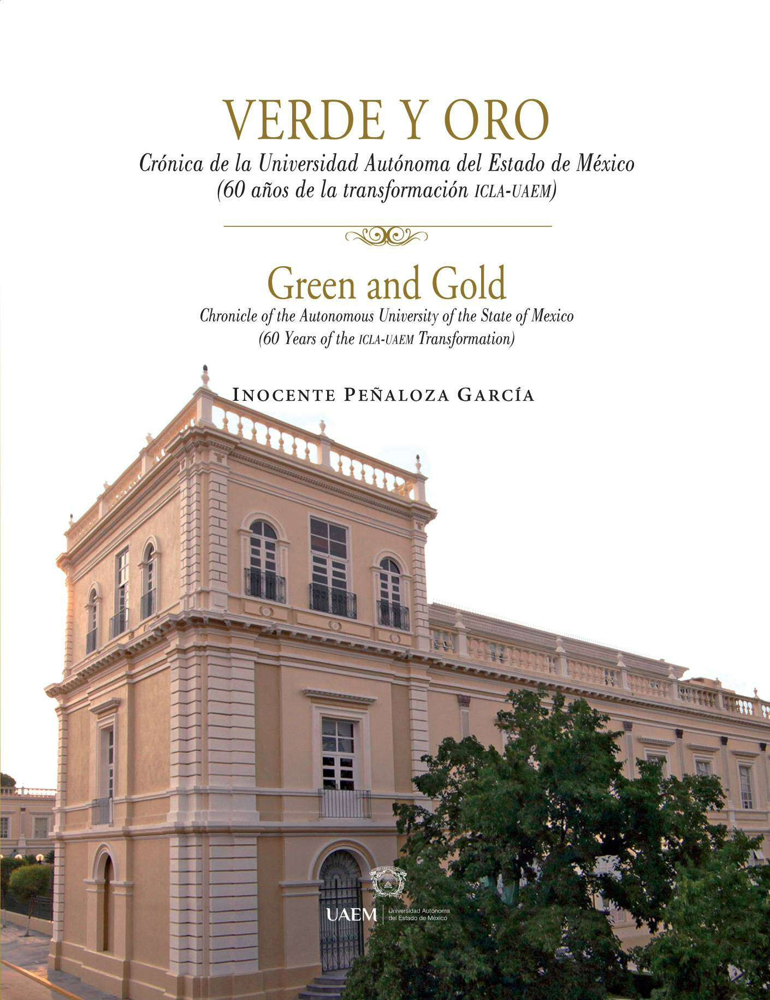 VERDE Y ORO
Crónica de la Universidad Autónoma del Estado de México
(60 años de la transformación ICLA-UAEM)
Green and Gold
Chronicle of the Autonomous University of the State of Mexico
(60 Years of the ICLA-UAEM Transformation)
INOCENTE PEÑALOZA GARCÍA
UAEM
Universidad Autónoma
del Estado de México